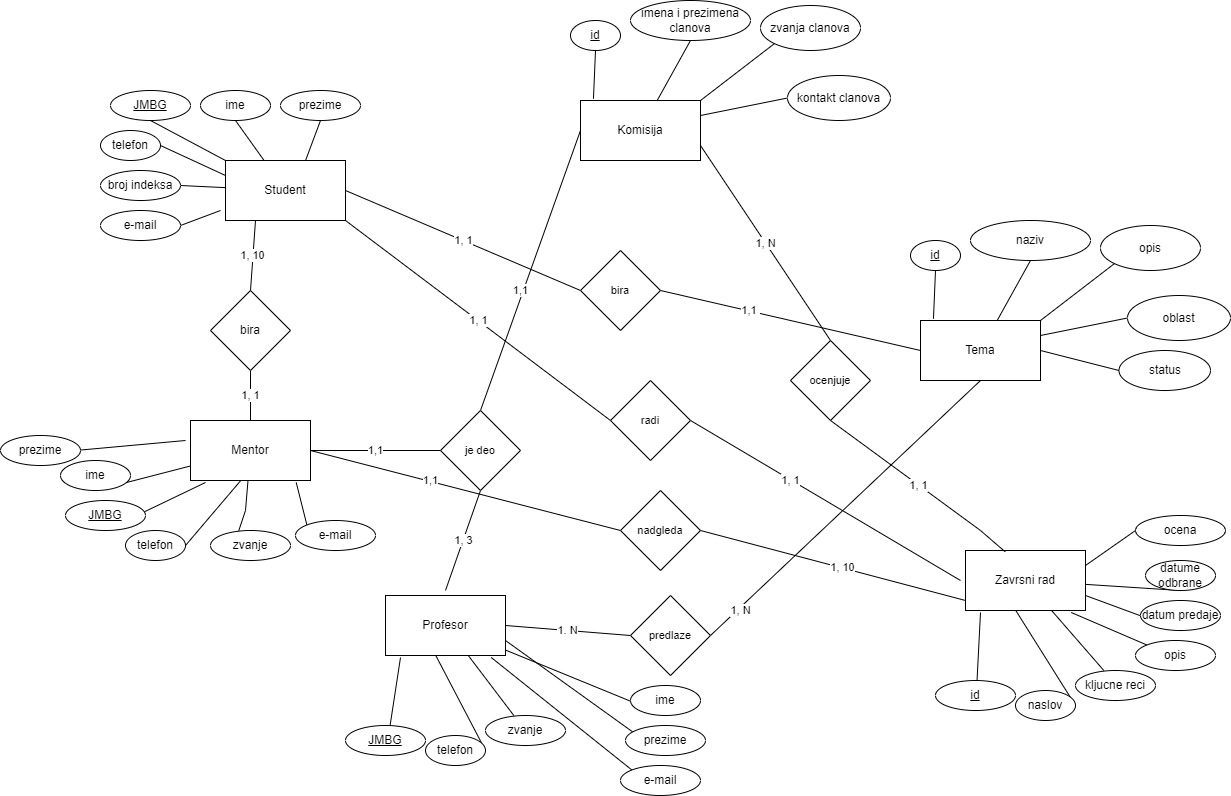 imena i prezimena
clanova
id
zvanja clanova
kontakt clanova
Komisija
JMBG
ime
prezime
telefon
broj indeksa
e-mail
Student
1, 10
1, 1
1,1
1, N
bira
bira
1, 1
1, 1
1,1
id
naziv
opis
oblast
status
Tema
ocenjuje
radi
prezime
ime
JMBG
telefon
zvanje
e-mail
Mentor
1,1
je deo
1,1
1, 3
nadgleda
1, 1
1, 1
1, 10
ocena
datume
odbrane
datum predaje
opis
kljucne reci
naslov
id
Zavrsni rad
Profesor
1. N
predlaze
1, N
ime
prezime
e-mail
zvanje
telefon
JMBG